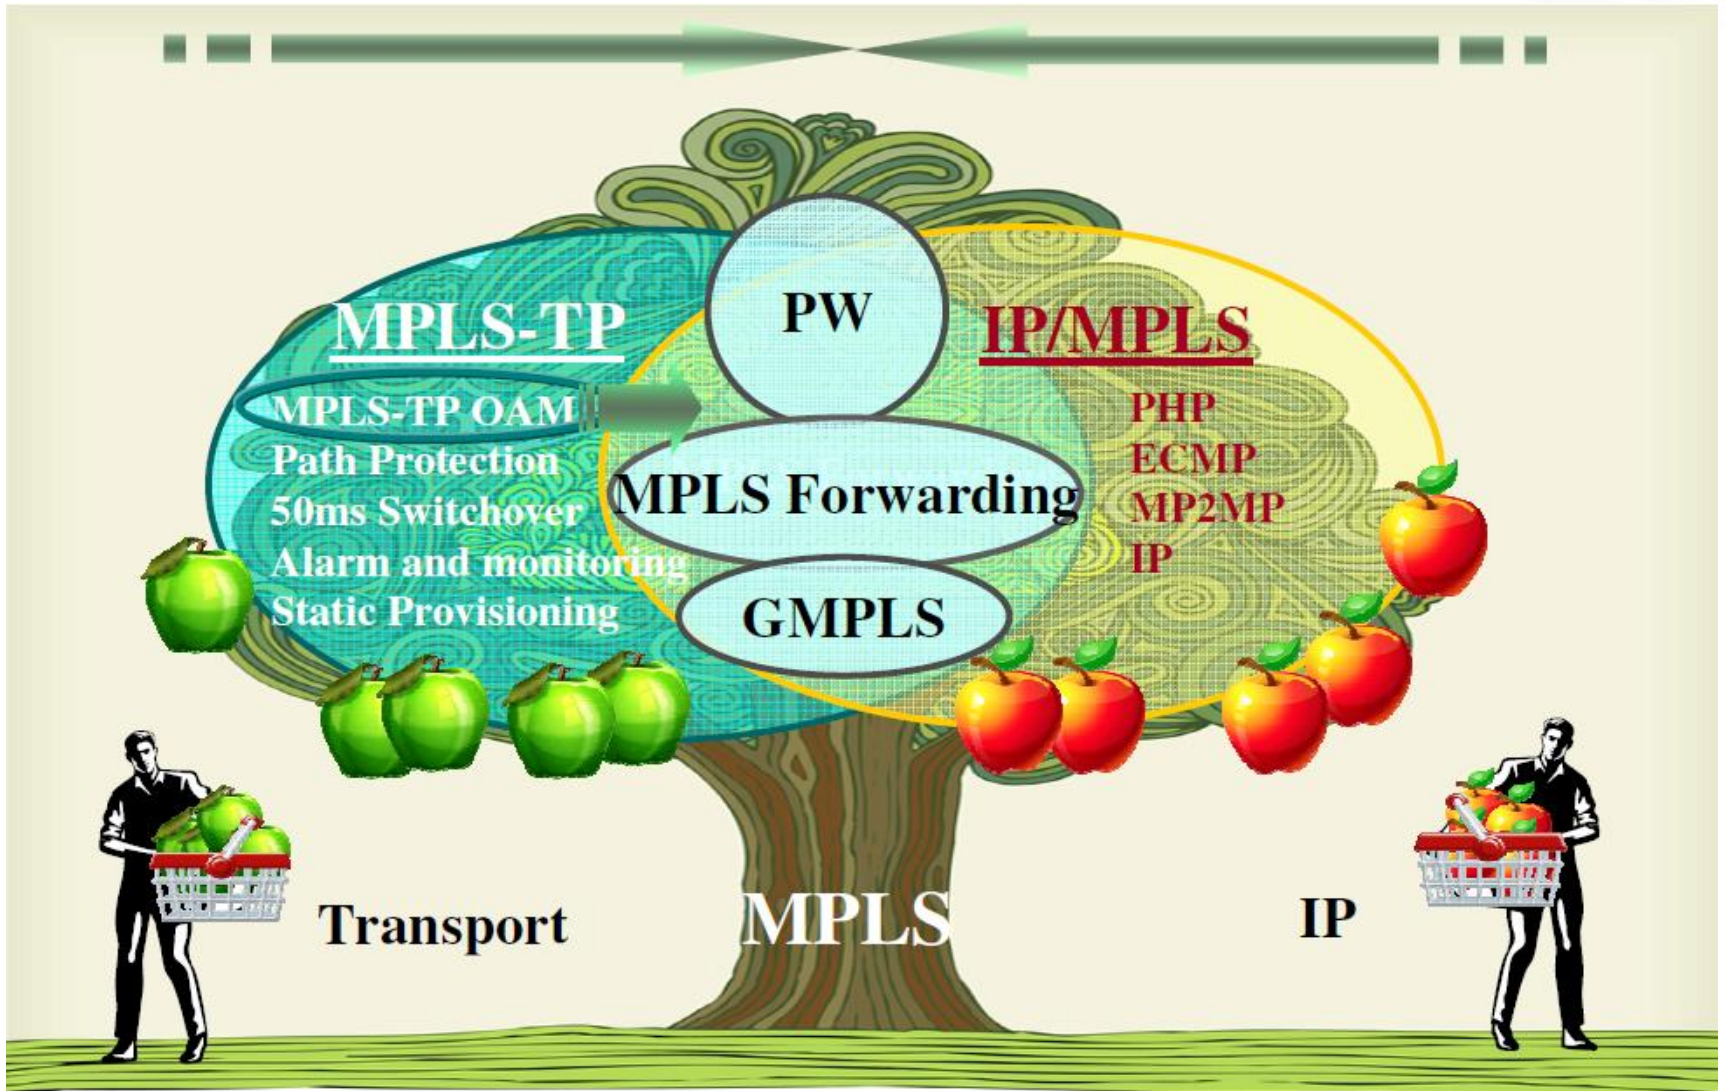 MPLS-TP
MPLS-TP OAM
Path Protection
50ms Switchover
Alarm and monitoring
Static Provisioning
PW
MPLS Forwarding
GMPLS
IP/MPLS
PHP
ECMP
MP2MP
IP
Transport
MPLS
IP